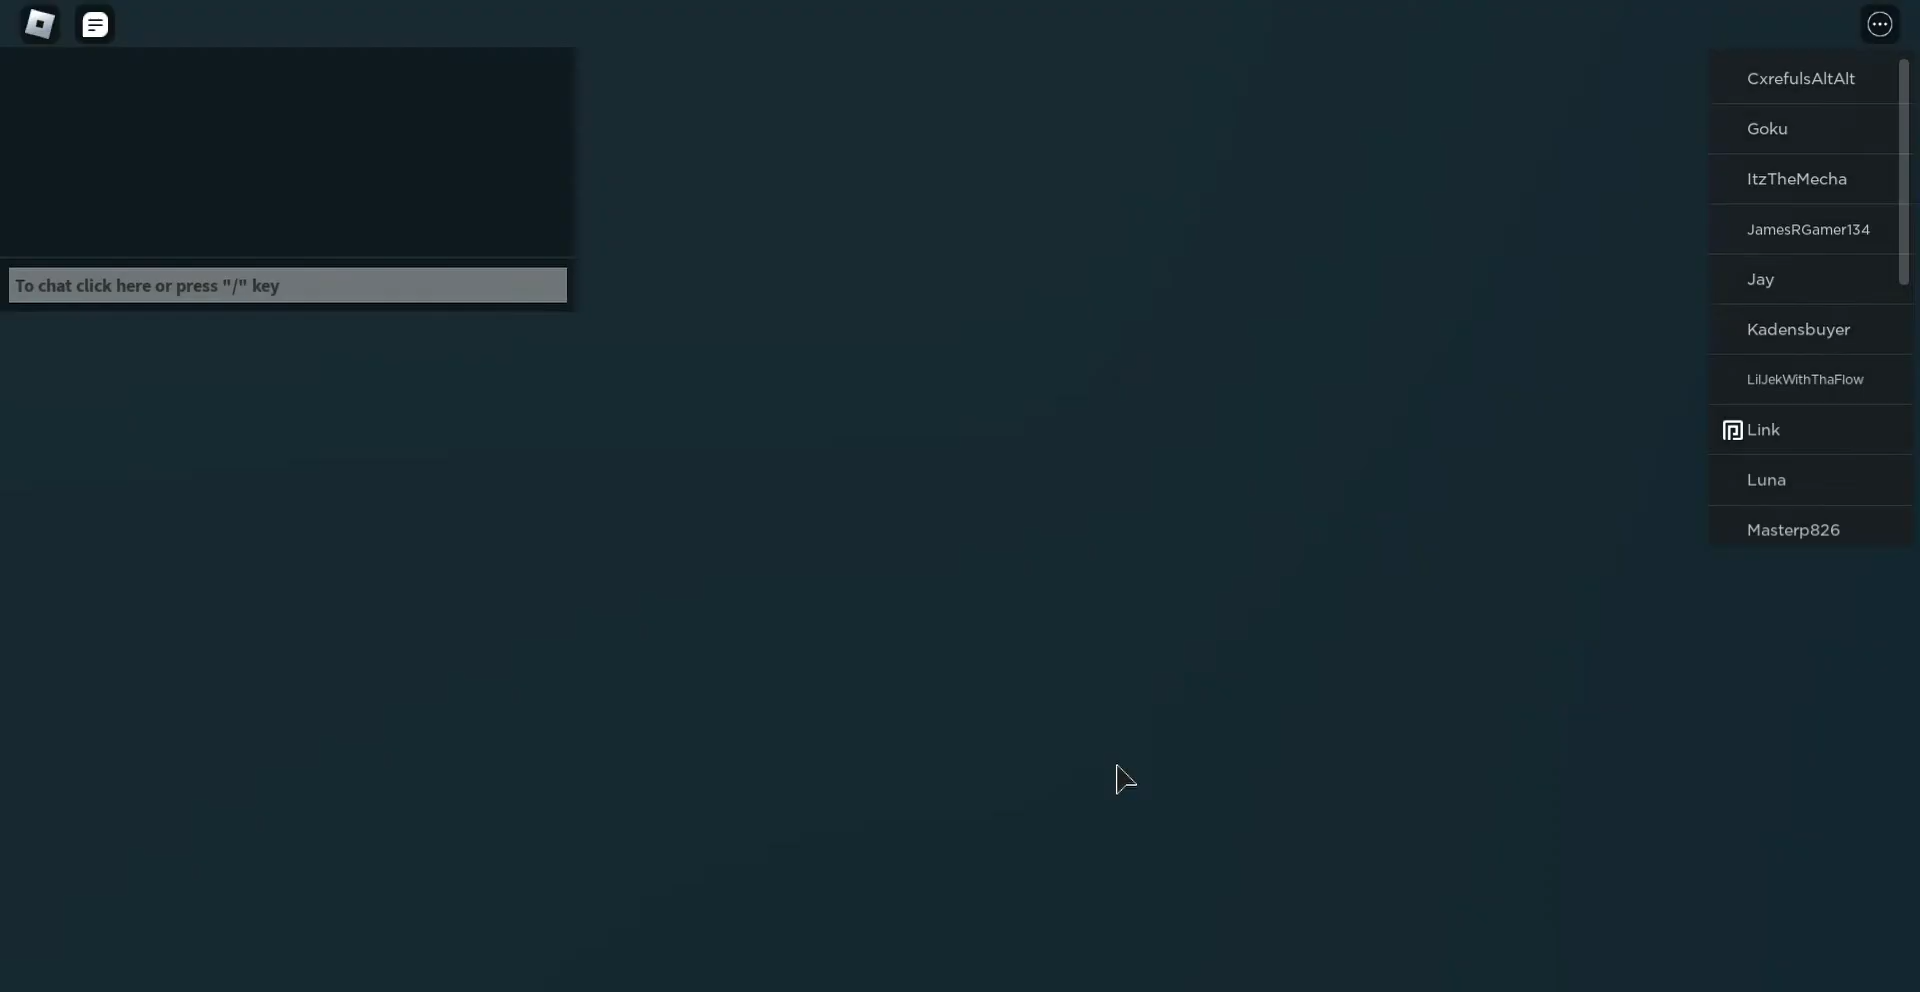 To chat click here or press "/" key
CxrefulsAltAlt
Goku
ItzTheMecha
JamesRGamer134
Jay
Kadensbuyer
LilJekWithThaFlow
Link
Luna
Masterp826